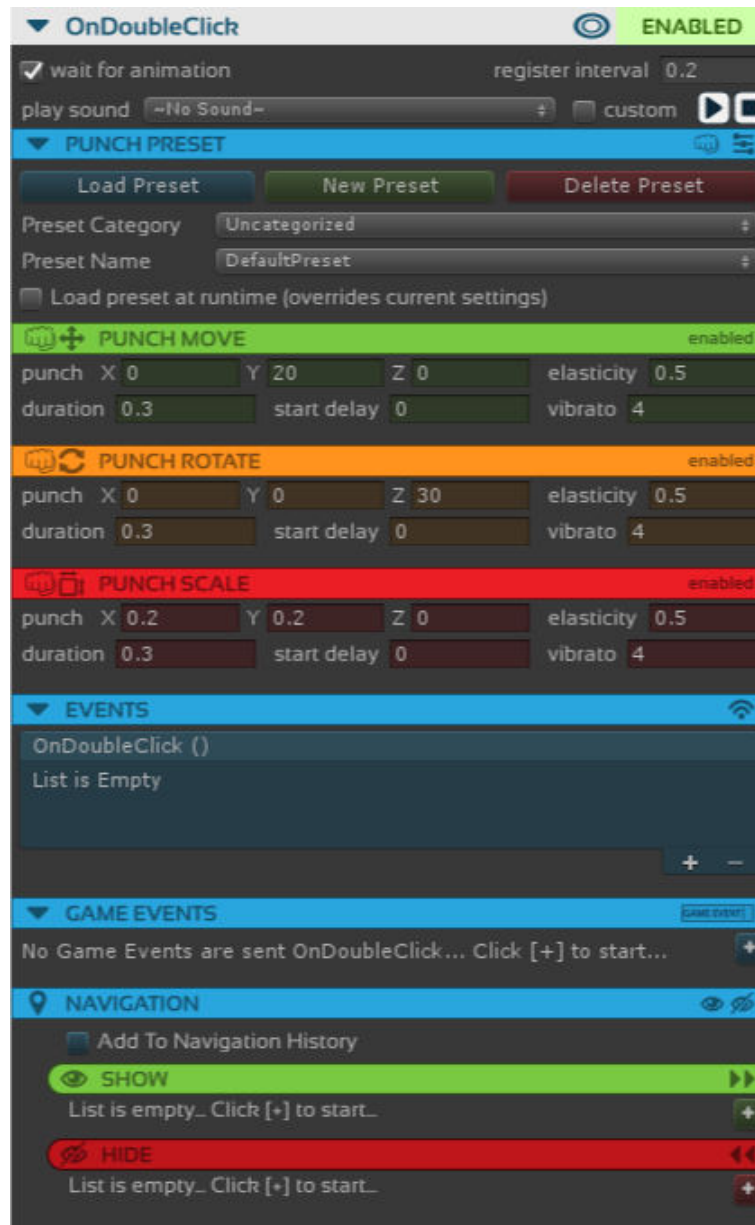 OnDoubleClick ENABLED
wait for animation register interval 0.2
play sound ~No Sound~ custom
PUNCH PRESET
Load Preset New Preset Delete Preset
Preset Category Uncategorized
Preset Name DefaultPreset
Load preset at runtime (overrides current settings)
PUNCH MOVE enabled
punch X 0 Y 20 Z 0 elasticity 0.5
duration 0.3 start delay 0 vibrato 4
PUNCH ROTATE enabled
punch X 0 Y 0 Z 30 elasticity 0.5
duration 0.3 start delay 0 vibrato 4
PUNCH SCALE enabled
punch X 0.2 Y 0.2 Z 0 elasticity 0.5
duration 0.3 start delay 0 vibrato 4
EVENTS
OnDoubleClick ()
List is Empty
+ −
GAME EVENTS GAME EVENT
No Game Events are sent OnDoubleClick... Click [+] to start... +
NAVIGATION
Add To Navigation History
SHOW
List is empty... Click [+] to start... +
HIDE
List is empty... Click [+] to start... +